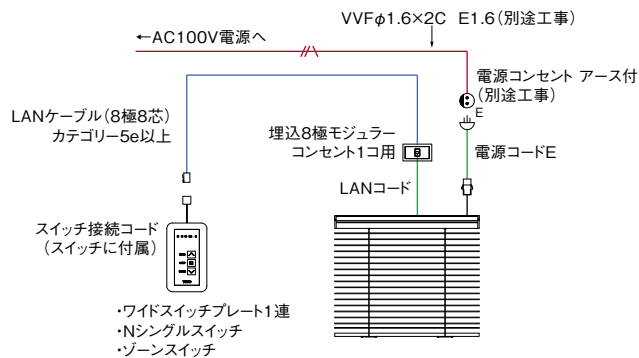 VVFφ1.6×2C E1.6(別途工事)
←AC100V電源へ
電源コンセント アース付
(別途工事)
E
LANケーブル(8極8芯)
カテゴリー5e以上
埋込8極モジュラー
コンセント1コ用
電源コードE
LANコード
スイッチ接続コード
(スイッチに付属)
・ワイドスイッチプレート1連
・Nシングルスイッチ
・ゾーンスイッチ